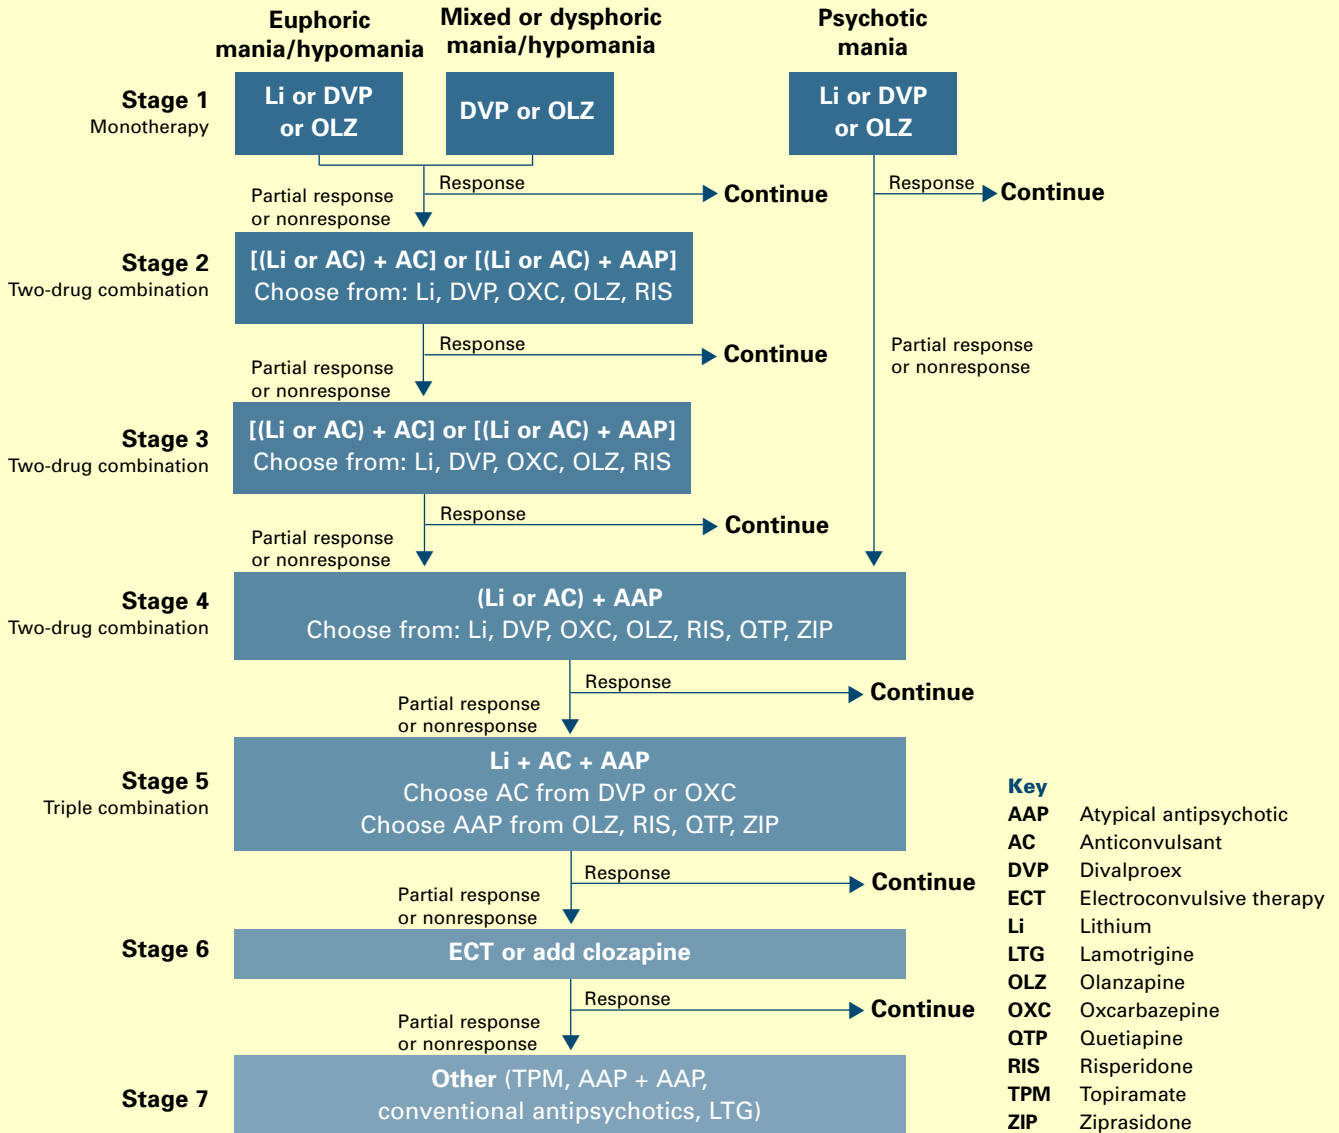 Euphoric
mania/hypomania
Mixed or dysphoric
mania/hypomania
Psychotic
mania
Stage 1
Monotherapy
Li or DVP
or OLZ
DVP or OLZ
Li or DVP
or OLZ
Partial response
or nonresponse
Response
Continue
Response
Continue
Stage 2
Two-drug combination
[(Li or AC) + AC] or [(Li or AC) + AAP]
Choose from: Li, DVP, OXC, OLZ, RIS
Partial response
or nonresponse
Response
Continue
Partial response
or nonresponse
Stage 3
Two-drug combination
[(Li or AC) + AC] or [(Li or AC) + AAP]
Choose from: Li, DVP, OXC, OLZ, RIS
Partial response
or nonresponse
Response
Continue
Stage 4
Two-drug combination
(Li or AC) + AAP
Choose from: Li, DVP, OXC, OLZ, RIS, QTP, ZIP
Partial response
or nonresponse
Response
Continue
Stage 5
Triple combination
Li + AC + AAP
Choose AC from DVP or OXC
Choose AAP from OLZ, RIS, QTP, ZIP
Partial response
or nonresponse
Response
Continue
Stage 6
ECT or add clozapine
Partial response
or nonresponse
Response
Continue
Stage 7
Other (TPM, AAP + AAP,
conventional antipsychotics, LTG)
Key
AAP Atypical antipsychotic
AC Anticonvulsant
DVP Divalproex
ECT Electroconvulsive therapy
Li Lithium
LTG Lamotrigine
OLZ Olanzapine
OXC Oxcarbazepine
QTP Quetiapine
RIS Risperidone
TPM Topiramate
ZIP Ziprasidone